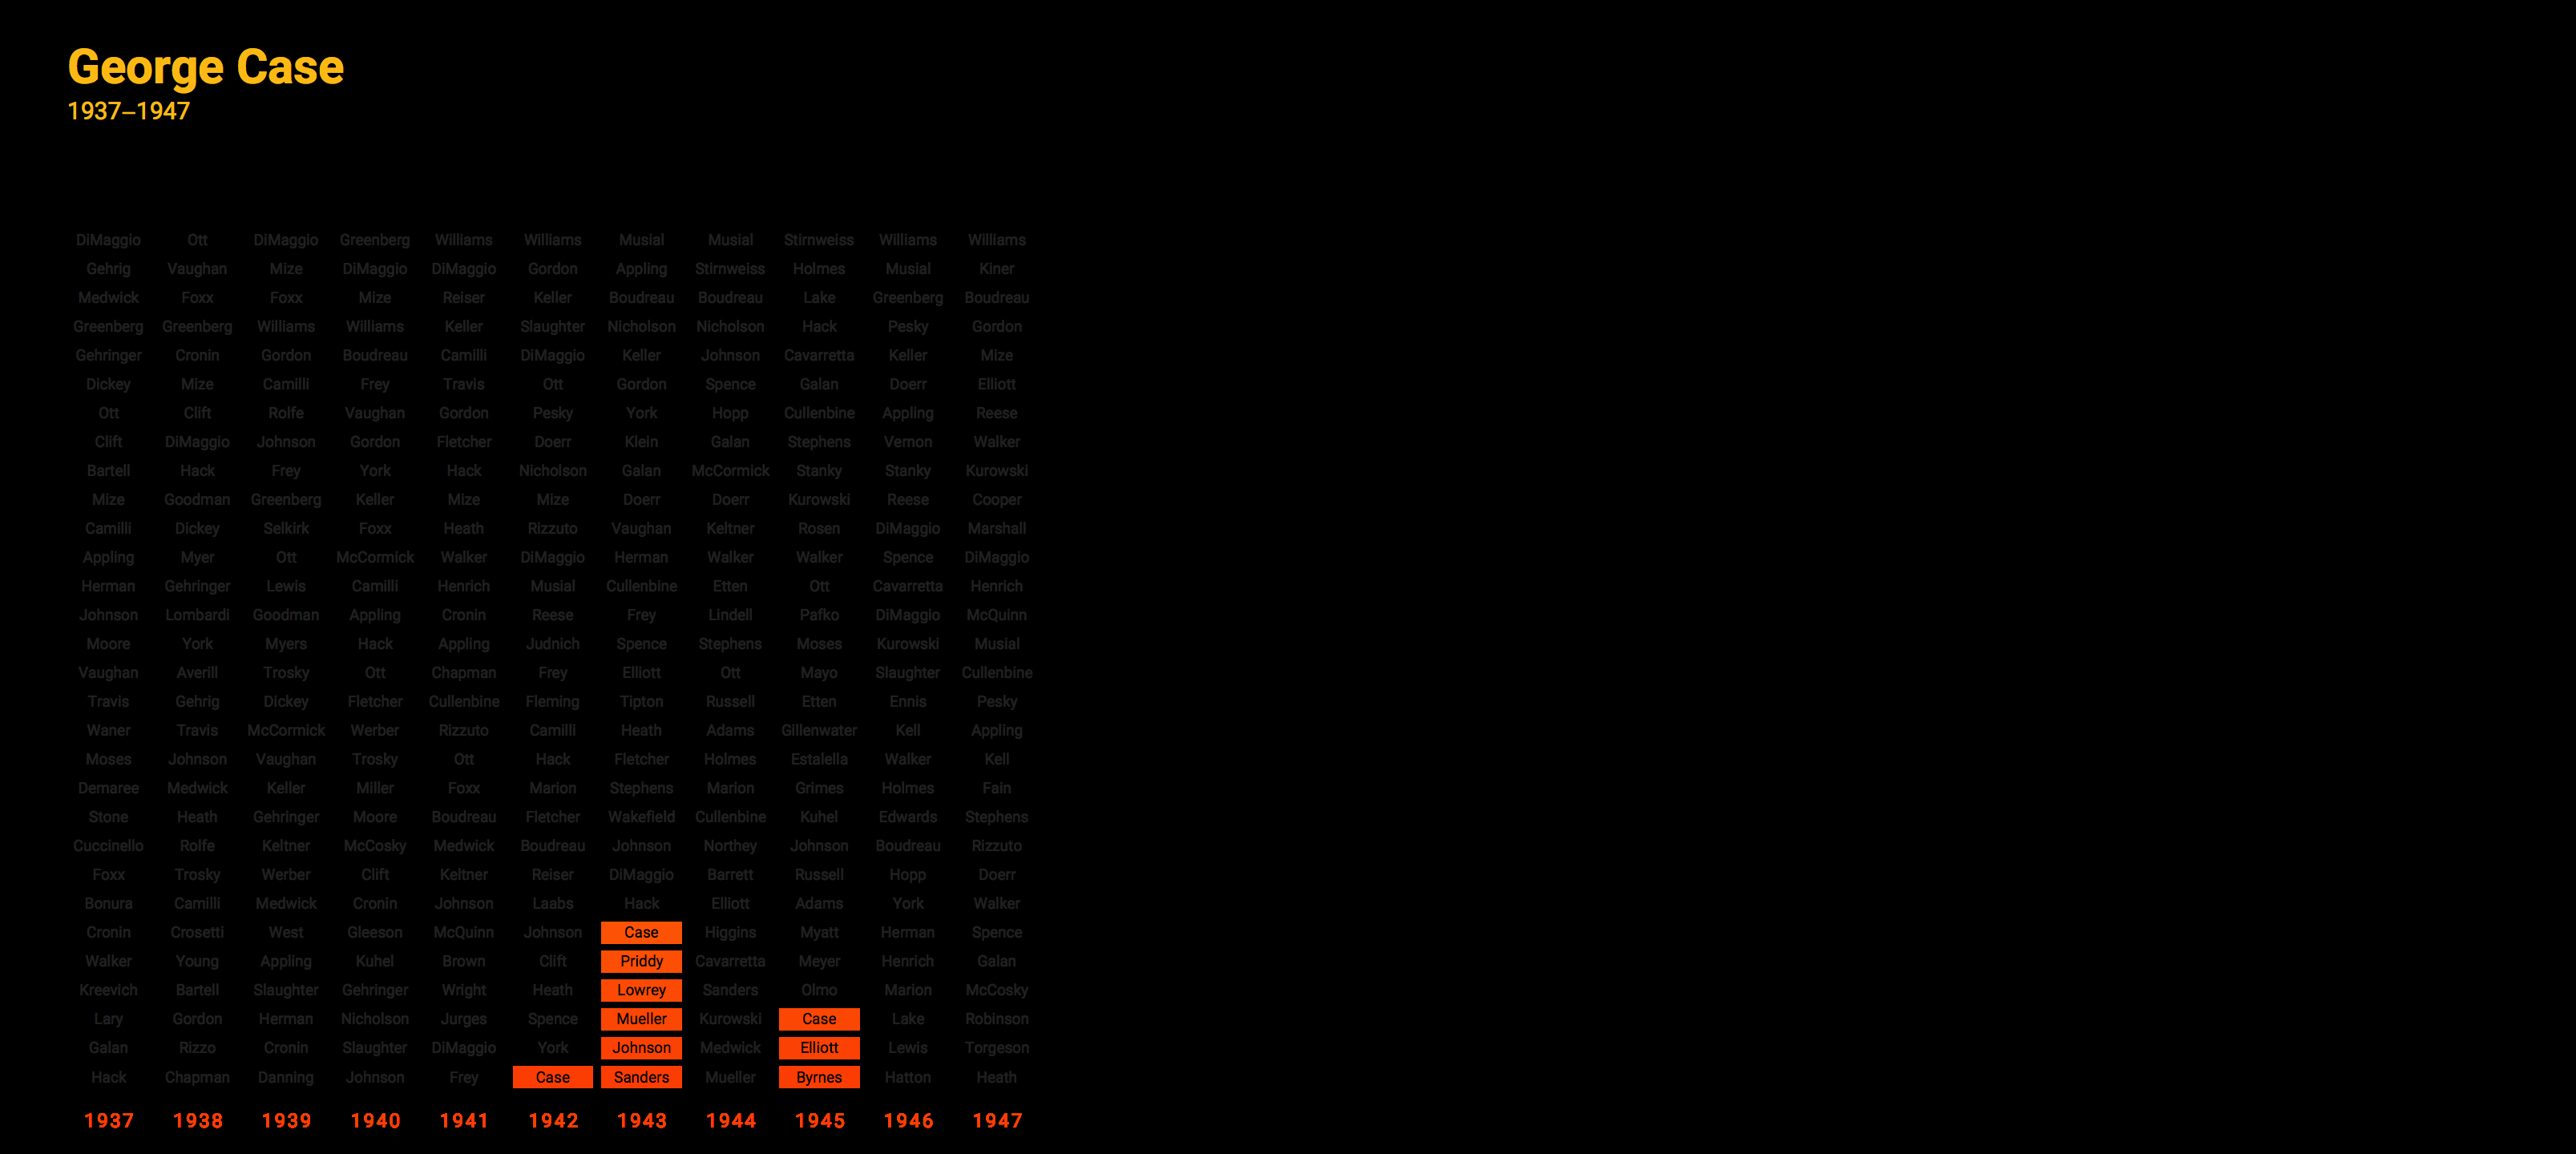 George Case
1937–1947
DiMaggio Ott DiMaggio Greenberg Williams Williams Musial Musial Stirnweiss Williams Williams
Gehrig Vaughan Mize DiMaggio DiMaggio Gordon Appling Stirnweiss Holmes Musial Kiner
Medwick Foxx Foxx Mize Reiser Keller Boudreau Boudreau Lake Greenberg Boudreau
Greenberg Greenberg Williams Williams Keller Slaughter Nicholson Nicholson Hack Pesky Gordon
Gehringer Cronin Gordon Boudreau Camilli DiMaggio Keller Johnson Cavarretta Keller Mize
Dickey Mize Camilli Frey Travis Ott Gordon Spence Galan Doerr Elliott
Ott Clift Rolfe Vaughan Gordon Pesky York Hopp Cullenbine Appling Reese
Clift DiMaggio Johnson Gordon Fletcher Doerr Klein Galan Stephens Vernon Walker
Bartell Hack Frey York Hack Nicholson Galan McCormick Stanky Stanky Kurowski
Mize Goodman Greenberg Keller Mize Mize Doerr Doerr Kurowski Reese Cooper
Camilli Dickey Selkirk Foxx Heath Rizzuto Vaughan Keltner Rosen DiMaggio Marshall
Appling Myer Ott McCormick Walker DiMaggio Herman Walker Walker Spence DiMaggio
Herman Gehringer Lewis Camilli Henrich Musial Cullenbine Etten Ott Cavarretta Henrich
Johnson Lombardi Goodman Appling Cronin Reese Frey Lindell Pafko DiMaggio McQuinn
Moore York Myers Hack Appling Judnich Spence Stephens Moses Kurowski Musial
Vaughan Averill Trosky Ott Chapman Frey Elliott Ott Mayo Slaughter Cullenbine
Travis Gehrig Dickey Fletcher Cullenbine Fleming Tipton Russell Etten Ennis Pesky
Waner Travis McCormick Werber Rizzuto Camilli Heath Adams Gillenwater Kell Appling
Moses Johnson Vaughan Trosky Ott Hack Fletcher Holmes Estalella Walker Kell
Demaree Medwick Keller Miller Foxx Marion Stephens Marion Grimes Holmes Fain
Stone Heath Gehringer Moore Boudreau Fletcher Wakefield Cullenbine Kuhel Edwards Stephens
Cuccinello Rolfe Keltner McCosky Medwick Boudreau Johnson Northey Johnson Boudreau Rizzuto
Foxx Trosky Werber Clift Keltner Reiser DiMaggio Barrett Russell Hopp Doerr
Bonura Camilli Medwick Cronin Johnson Laabs Hack Elliott Adams York Walker
Cronin Crosetti West Gleeson McQuinn Johnson Case Higgins Myatt Herman Spence
Walker Young Appling Kuhel Brown Clift Priddy Cavarretta Meyer Henrich Galan
Kreevich Bartell Slaughter Gehringer Wright Heath Lowrey Sanders Olmo Marion McCosky
Lary Gordon Herman Nicholson Jurges Spence Mueller Kurowski Case Lake Robinson
Galan Rizzo Cronin Slaughter DiMaggio York Johnson Medwick Elliott Lewis Torgeson
Hack Chapman Danning Johnson Frey Case Sanders Mueller Byrnes Hatton Heath
1937 1938 1939 1940 1941 1942 1943 1944 1945 1946 1947